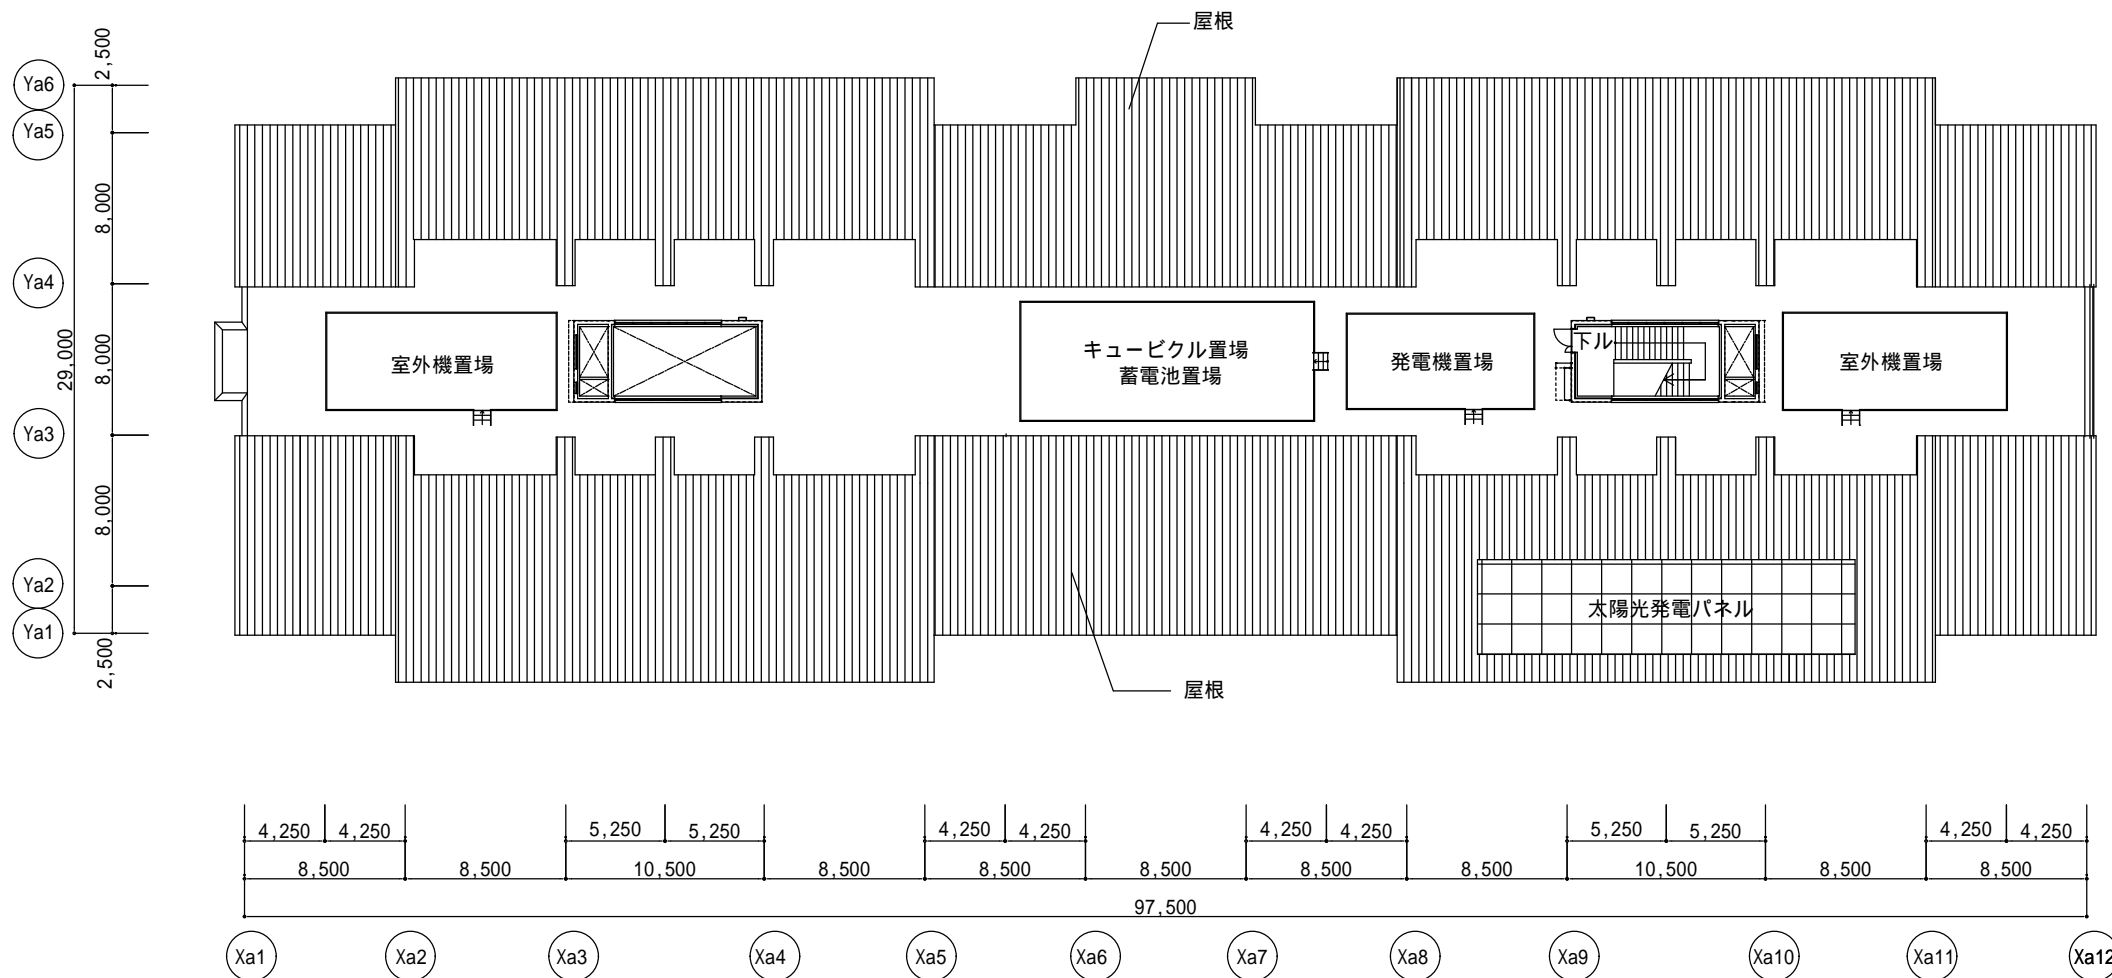 屋根
Ya6
Ya5
Ya4
Ya3
Ya2
Ya1
2,500
8,000
8,000
8,000
2,500
29,000
室外機置場
キュービクル置場
蓄電池置場
発電機置場
下ル
室外機置場
太陽光発電パネル
屋根
4,250 4,250 5,250 5,250 4,250 4,250 4,250 4,250 5,250 5,250 4,250 4,250
8,500 8,500 10,500 8,500 8,500 8,500 8,500 8,500 10,500 8,500 8,500
97,500
Xa1 Xa2 Xa3 Xa4 Xa5 Xa6 Xa7 Xa8 Xa9 Xa10 Xa11 Xa12